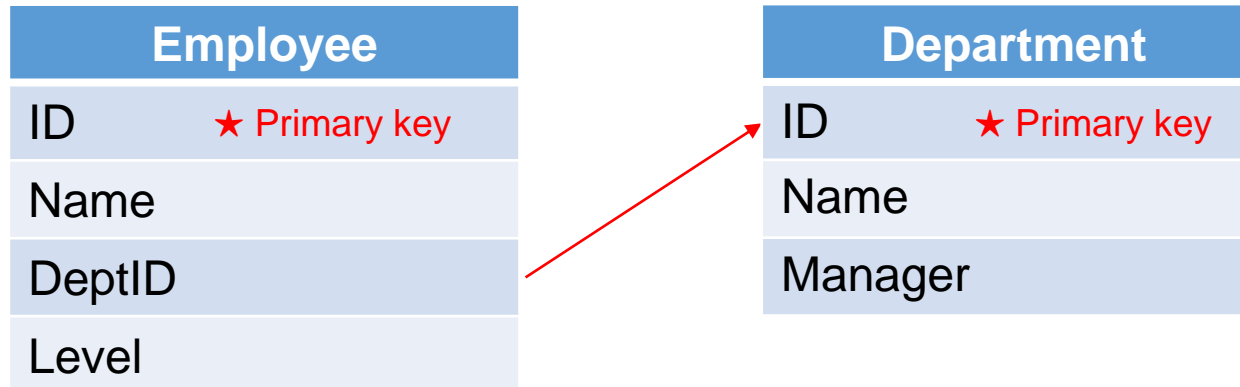 Employee
ID ★ Primary key
Name
DeptID
Level
Department
ID ★ Primary key
Name
Manager